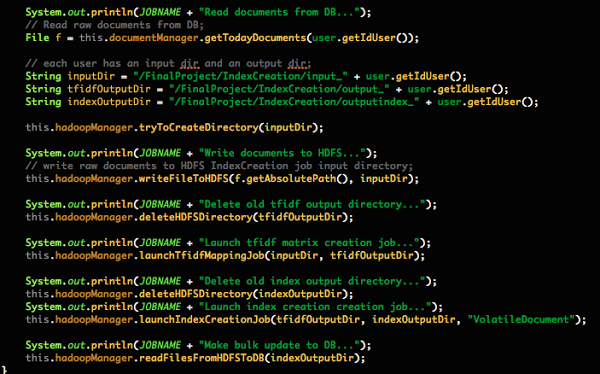 System.out.println(JOBNAME + "Read documents from DB...");
// Read raw documents from DB;
File f = this.documentManager.getTodayDocuments(user.getIdUser());
// each user has an input dir and an output dir;
String inputDir = "/FinalProject/IndexCreation/input_" + user.getIdUser();
String tfidfOutputDir = "/FinalProject/IndexCreation/output_" + user.getIdUser();
String indexOutputDir = "/FinalProject/IndexCreation/outputindex_" + user.getIdUser();
this.hadoopManager.tryToCreateDirectory(inputDir);
System.out.println(JOBNAME + "Write documents to HDFS...");
// write raw documents to HDFS IndexCreation job input directory;
this.hadoopManager.writeFileToHDFS(f.getAbsolutePath(), inputDir);
System.out.println(JOBNAME + "Delete old tfidf output directory...");
this.hadoopManager.deleteHDFSDirectory(tfidfOutputDir);
System.out.println(JOBNAME + "Launch tfidf matrix creation job...");
this.hadoopManager.launchTfidfMappingJob(inputDir, tfidfOutputDir);
System.out.println(JOBNAME + "Delete old index output directory...");
this.hadoopManager.deleteHDFSDirectory(indexOutputDir);
System.out.println(JOBNAME + "Launch index creation creation job...");
this.hadoopManager.launchIndexCreationJob(tfidfOutputDir, indexOutputDir, "VolatileDocument");
System.out.println(JOBNAME + "Make bulk update to DB...");
this.hadoopManager.readFilesFromHDFSToDB(indexOutputDir);
}